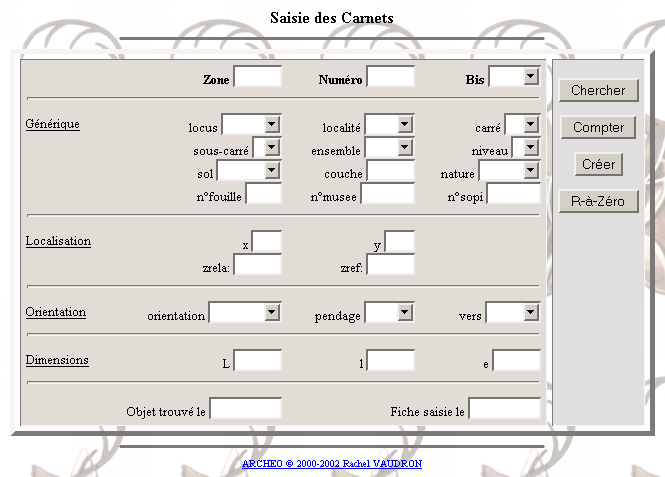 Saisie des Carnets
Zone Numéro Bis
Chercher
Générique locus localité carré
Compter
sous-carré ensemble niveau
Créer
sol couche nature
n°fouille n°musee n°sopi
R-à-Zéro
Localisation x y
zrela: zref:
Orientation orientation pendage vers
Dimensions L l e
Objet trouvé le Fiche saisie le
ARCHEO © 2000-2002 Rachel VAUDRON